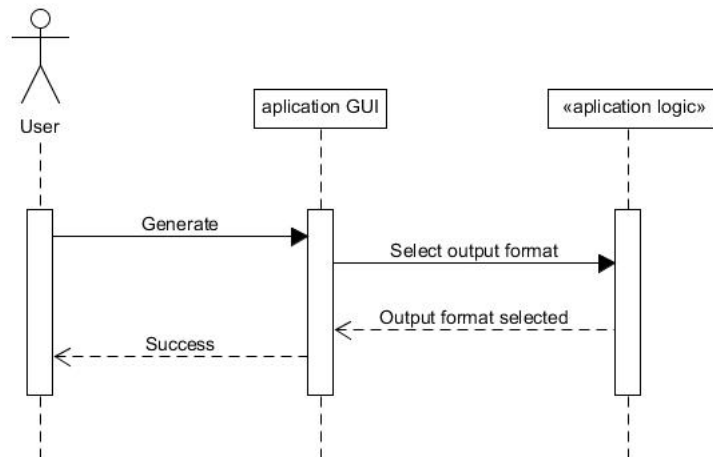 User
aplication GUI
«aplication logic»
Generate
Select output format
Output format selected
Success